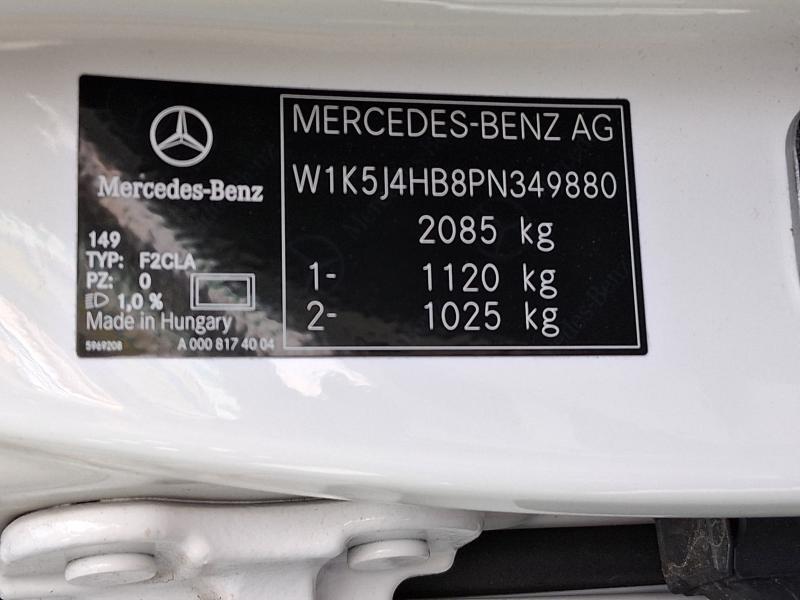 Mercedes-Benz
149
TYP: F2CLA
PZ: 0
1,0 %
Made in Hungary
5969208 A 000 817 40 04
MERCEDES-BENZ AG
W1K5J4HB8PN349880
2085 kg
1- 1120 kg
2- 1025 kg